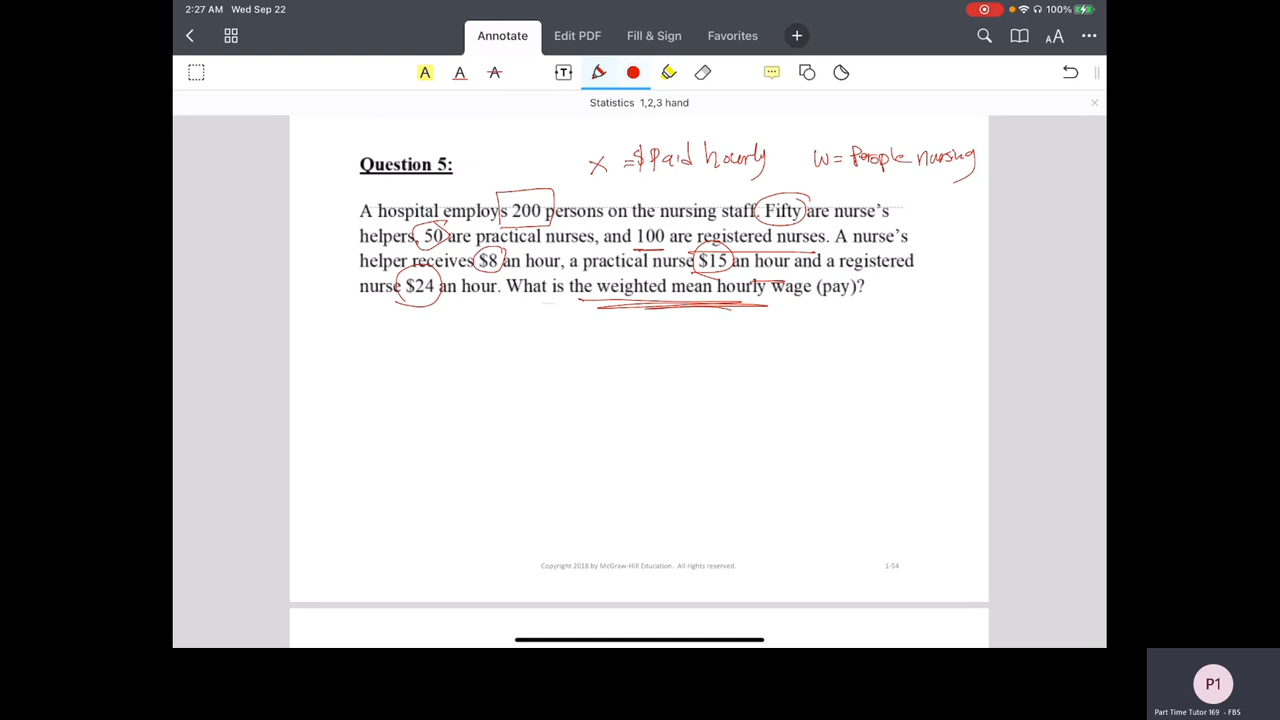 2:27 AM Wed Sep 22
100%
Annotate Edit PDF Fill & Sign Favorites
Statistics 1,2,3 hand
x = $ Paid hourly w = People nursing
Question 5:
A hospital employs 200 persons on the nursing staff. Fifty are nurse's
helpers, 50 are practical nurses, and 100 are registered nurses. A nurse's
helper receives $8 an hour, a practical nurse $15 an hour and a registered
nurse $24 an hour. What is the weighted mean hourly wage (pay)?
Copyright 2018 by McGraw-Hill Education. All rights reserved. 1-54
P1
Part Time Tutor 169 - FBS